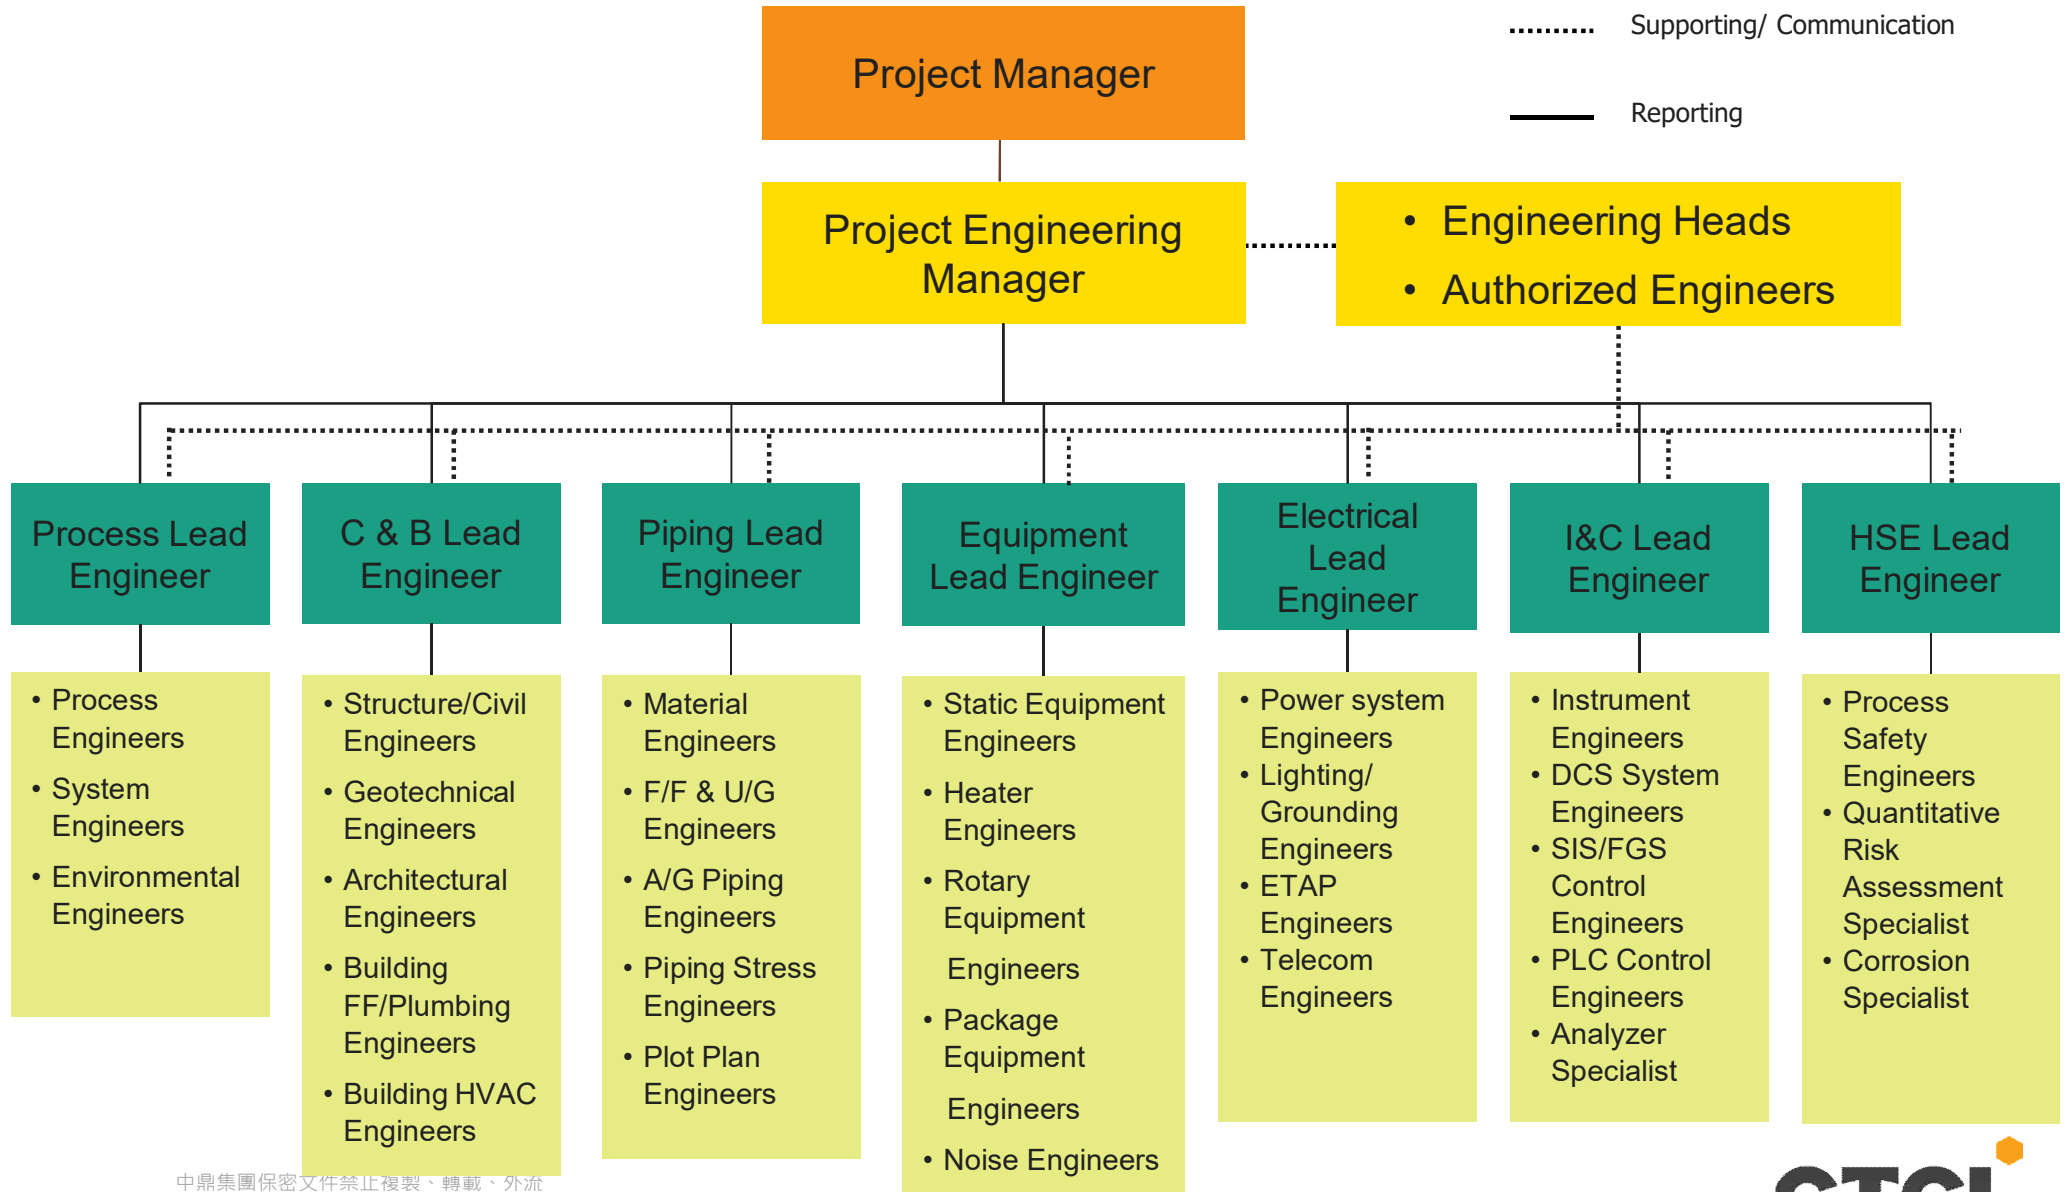 Supporting/ Communication
Reporting
Project Manager
Project Engineering
Manager
• Engineering Heads
• Authorized Engineers
Process Lead
Engineer
C & B Lead
Engineer
Piping Lead
Engineer
Equipment
Lead Engineer
Electrical
Lead
Engineer
I&C Lead
Engineer
HSE Lead
Engineer
• Process
Engineers
• System
Engineers
• Environmental
Engineers
• Structure/Civil
Engineers
• Geotechnical
Engineers
• Architectural
Engineers
• Building
FF/Plumbing
Engineers
• Building HVAC
Engineers
• Material
Engineers
• F/F & U/G
Engineers
• A/G Piping
Engineers
• Piping Stress
Engineers
• Plot Plan
Engineers
• Static Equipment
Engineers
• Heater
Engineers
• Rotary
Equipment
Engineers
• Package
Equipment
Engineers
• Noise Engineers
• Power system
Engineers
• Lighting/
Grounding
Engineers
• ETAP
Engineers
• Telecom
Engineers
• Instrument
Engineers
• DCS System
Engineers
• SIS/FGS
Control
Engineers
• PLC Control
Engineers
• Analyzer
Specialist
• Process
Safety
Engineers
• Quantitative
Risk
Assessment
Specialist
• Corrosion
Specialist
中鼎集團保密文件禁止複製、轉載、外流
CTCI